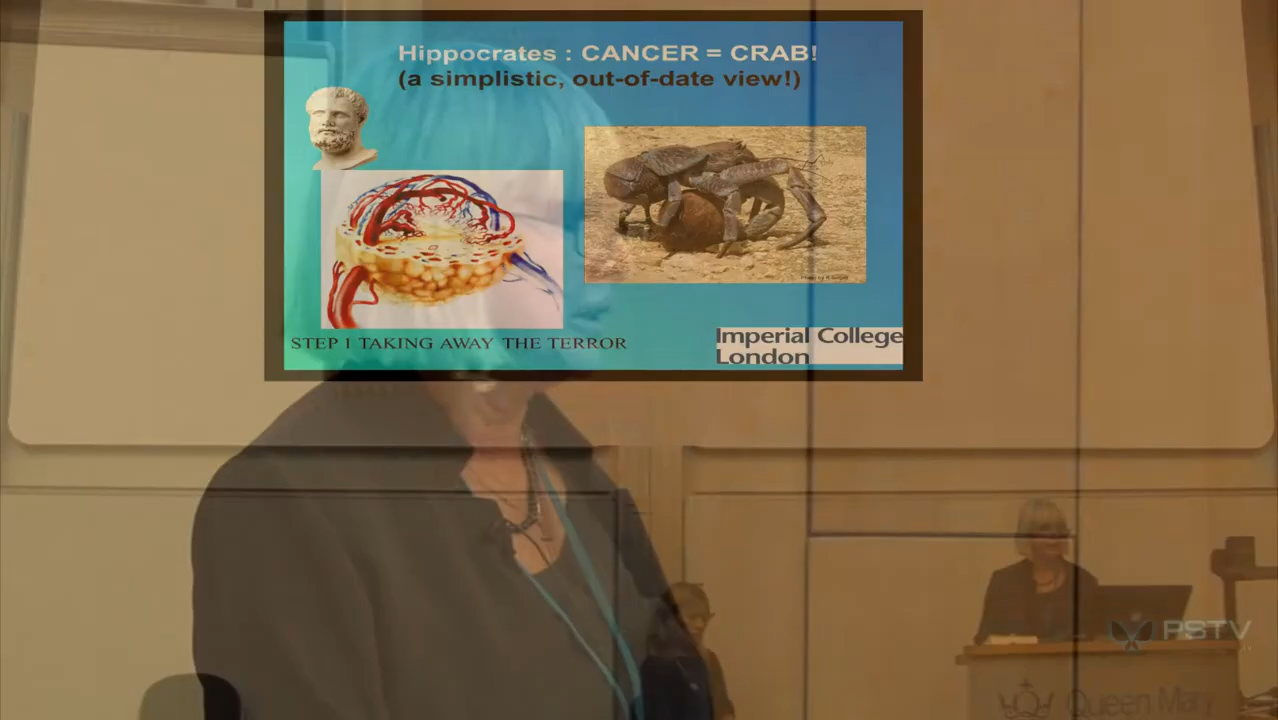 Hippocrates : CANCER = CRAB!
(a simplistic, out-of-date view!)
STEP 1 TAKING AWAY THE TERROR
Imperial College
London
PSTV
Queen Mary